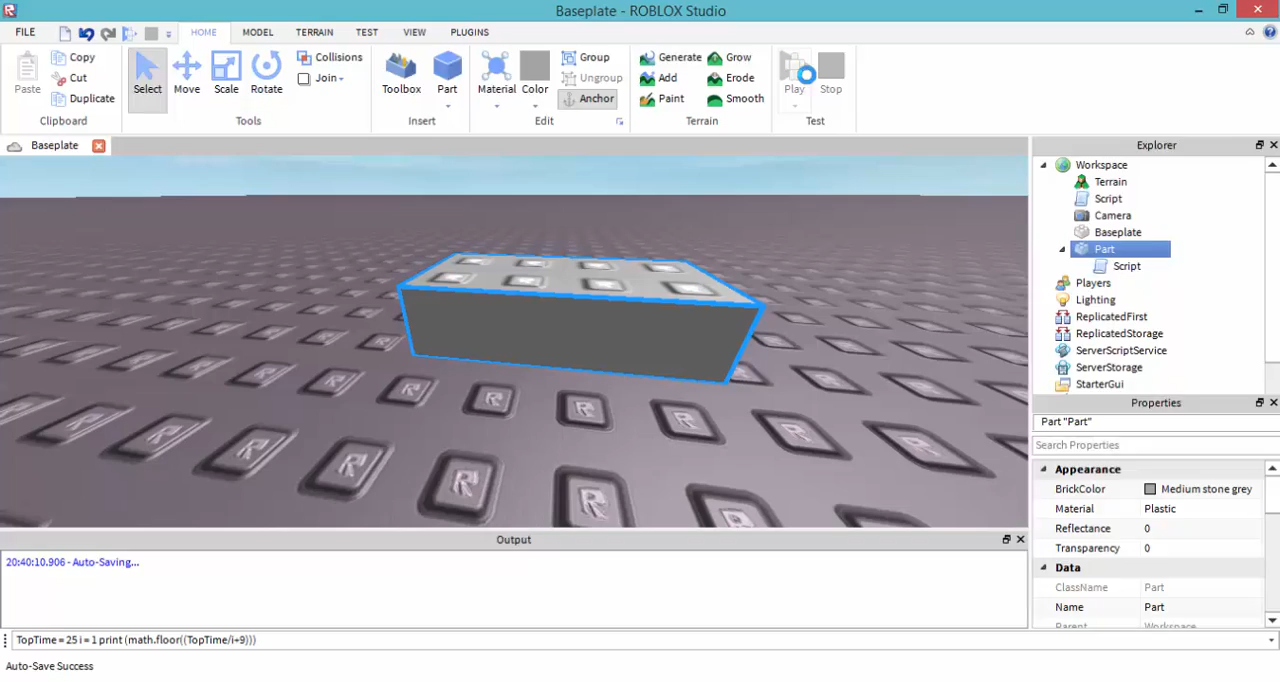 Baseplate - ROBLOX Studio
FILE HOME MODEL TERRAIN TEST VIEW PLUGINS
Paste Copy Cut Duplicate Clipboard
Select Move Scale Rotate Collisions Join Tools
Toolbox Part Insert
Material Color Group Ungroup Anchor Edit
Generate Add Paint Grow Erode Smooth Terrain
Play Stop Test
Baseplate
Explorer
Workspace
Terrain
Script
Camera
Baseplate
Part
Script
Players
Lighting
ReplicatedFirst
ReplicatedStorage
ServerScriptService
ServerStorage
StarterGui
Properties
Part "Part"
Search Properties
Appearance
BrickColor Medium stone grey
Material Plastic
Reflectance 0
Transparency 0
Data
ClassName Part
Name Part
Parent Workspace
Output
20:40:10.906 - Auto-Saving...
TopTime = 25 i = 1 print (math.floor((TopTime/i+9)))
Auto-Save Success